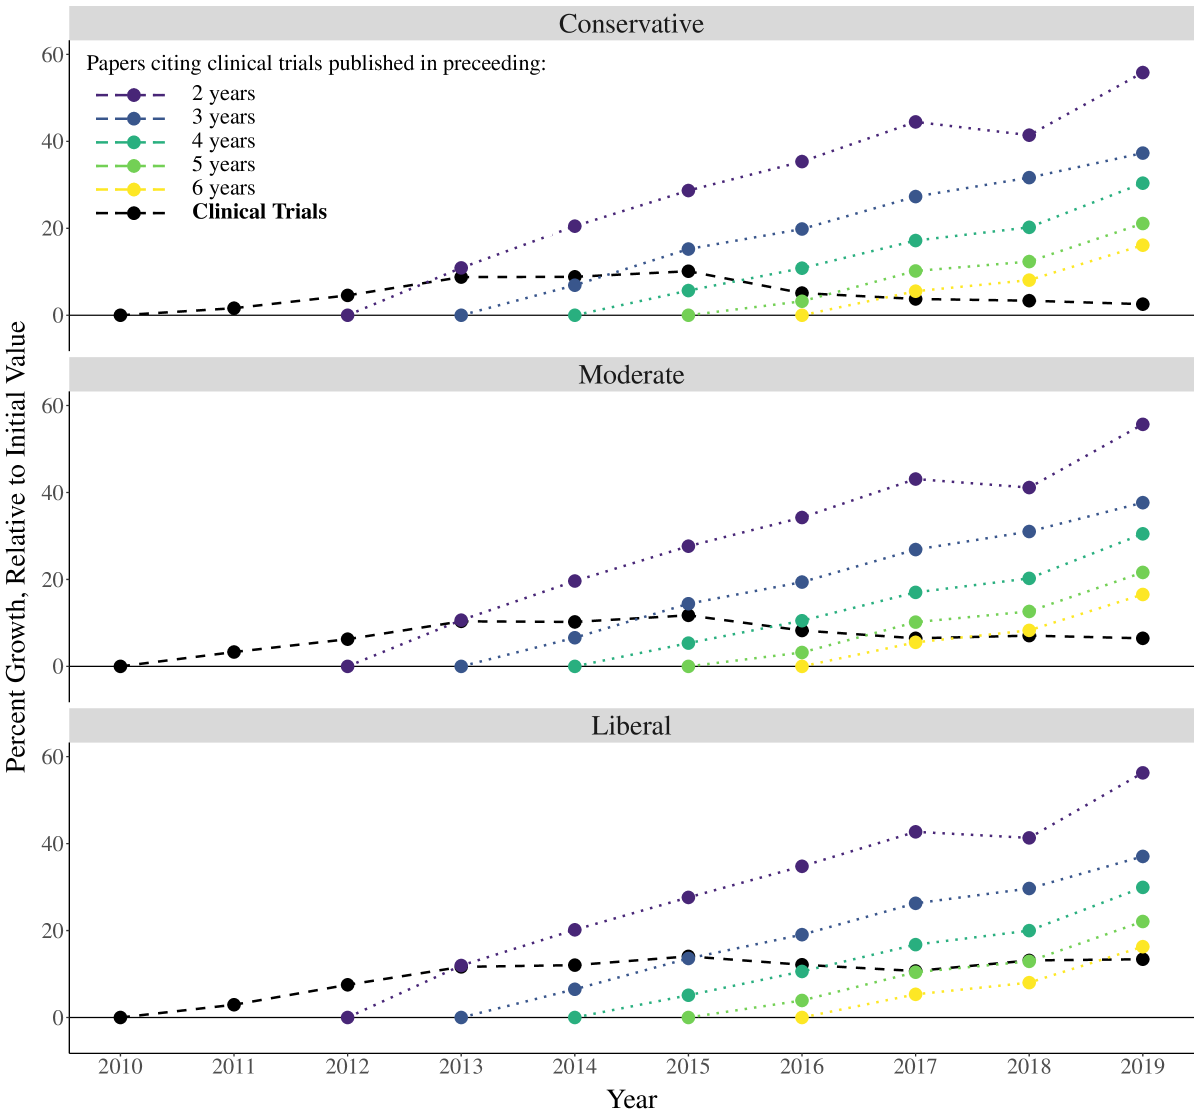 Conservative
60
40
20
0
Papers citing clinical trials published in preceeding:
2 years
3 years
4 years
5 years
6 years
Clinical Trials
Moderate
60
40
20
0
Percent Growth, Relative to Initial Value
Liberal
60
40
20
0
2010 2011 2012 2013 2014 2015 2016 2017 2018 2019
Year